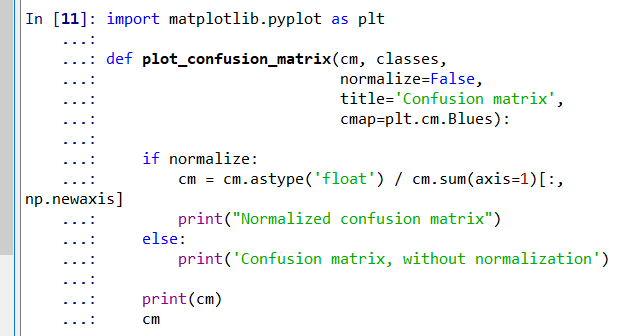 In [11]: import matplotlib.pyplot as plt
    ...:
    ...: def plot_confusion_matrix(cm, classes,
    ...:                           normalize=False,
    ...:                           title='Confusion matrix',
    ...:                           cmap=plt.cm.Blues):
    ...:
    ...:     if normalize:
    ...:         cm = cm.astype('float') / cm.sum(axis=1)[:,
np.newaxis]
    ...:         print("Normalized confusion matrix")
    ...:     else:
    ...:         print('Confusion matrix, without normalization')
    ...:
    ...:     print(cm)
    ...:     cm